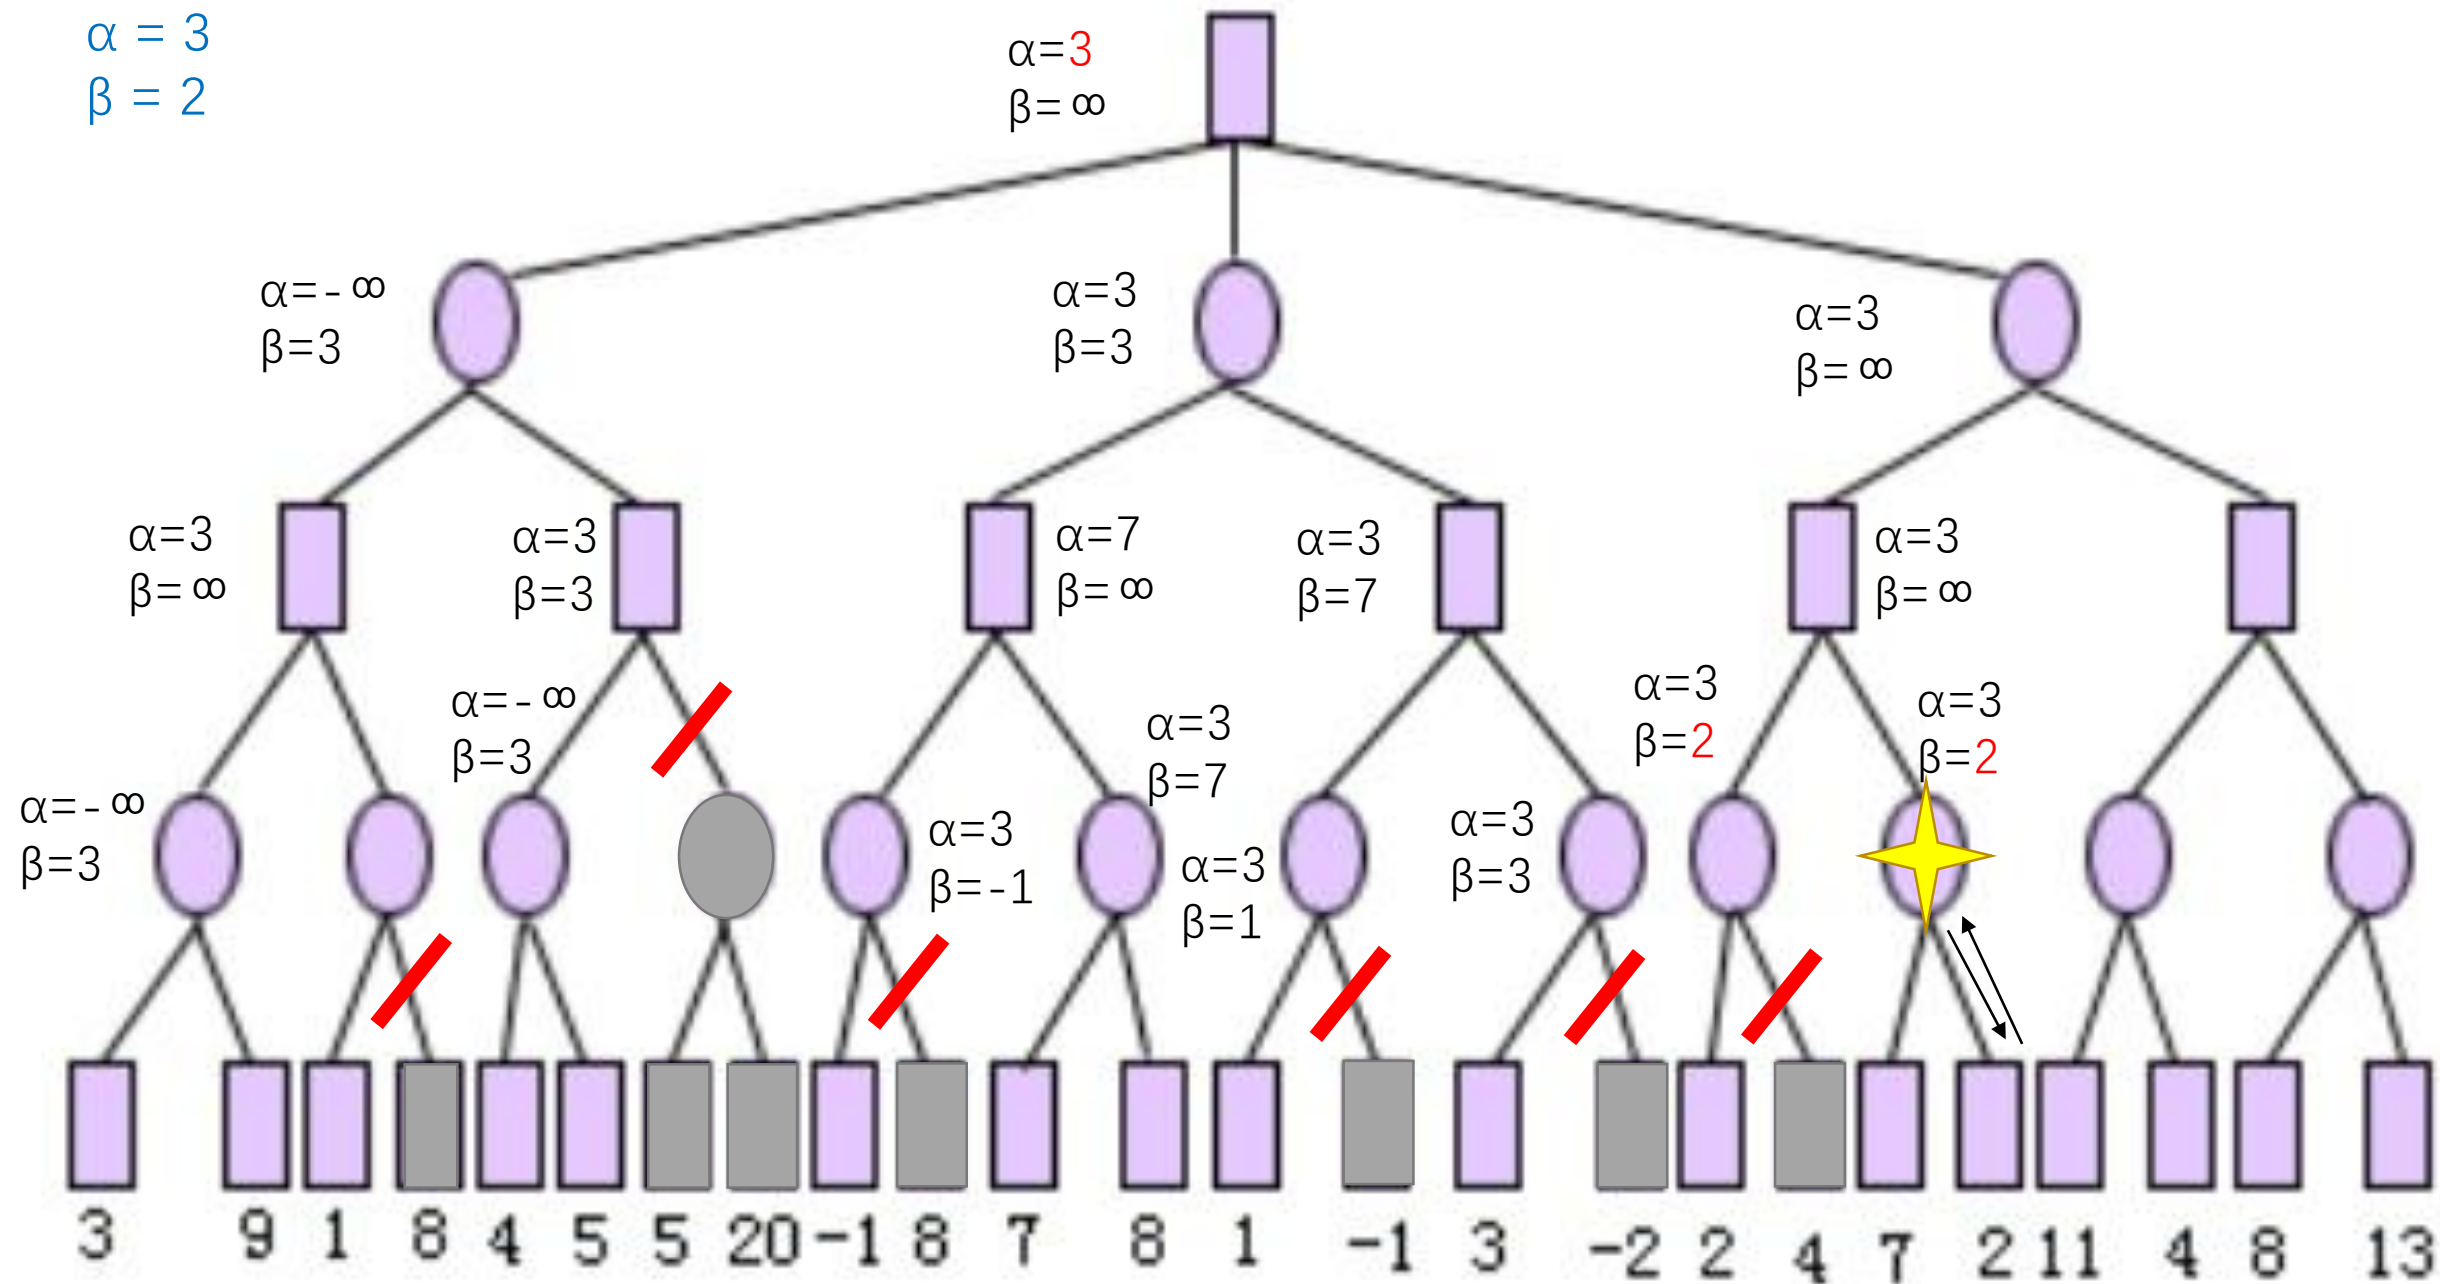 α = 3
β = 2
α=3
β=∞
α=-∞
β=3
α=3
β=3
α=3
β=∞
α=3
β=∞
α=3
β=3
α=7
β=∞
α=3
β=7
α=3
β=∞
α=-∞
β=3
α=3
β=7
α=3
β=2
α=3
β=2
α=-∞
β=3
α=3
β=-1
α=3
β=1
α=3
β=3
3 9 1 8 4 5 5 20 -1 8 7 8 1 -1 3 -2 2 4 7 2 11 4 8 13